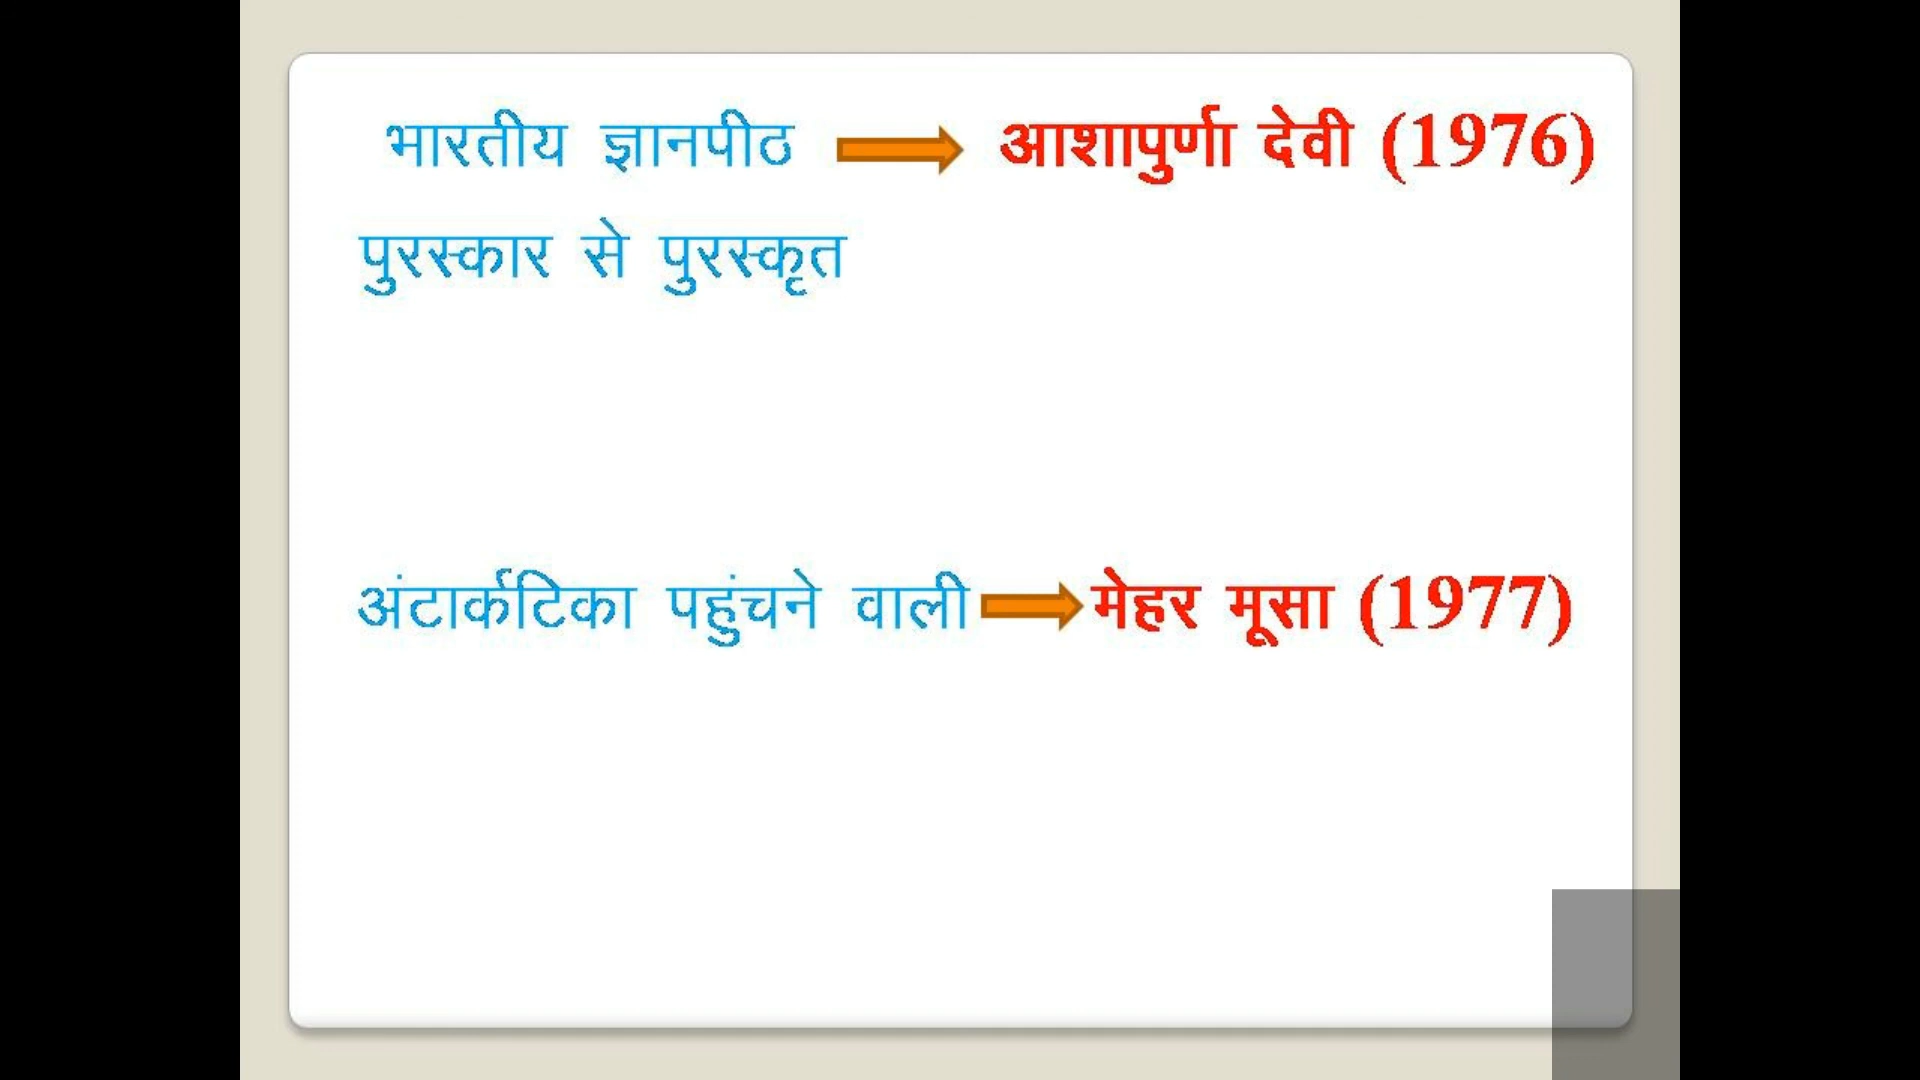 भारतीय ज्ञानपीठ आशापुर्णा देवी (1976)
पुरस्कार से पुरस्कृत
अंटार्कटिका पहुंचने वाली मेहर मूसा (1977)